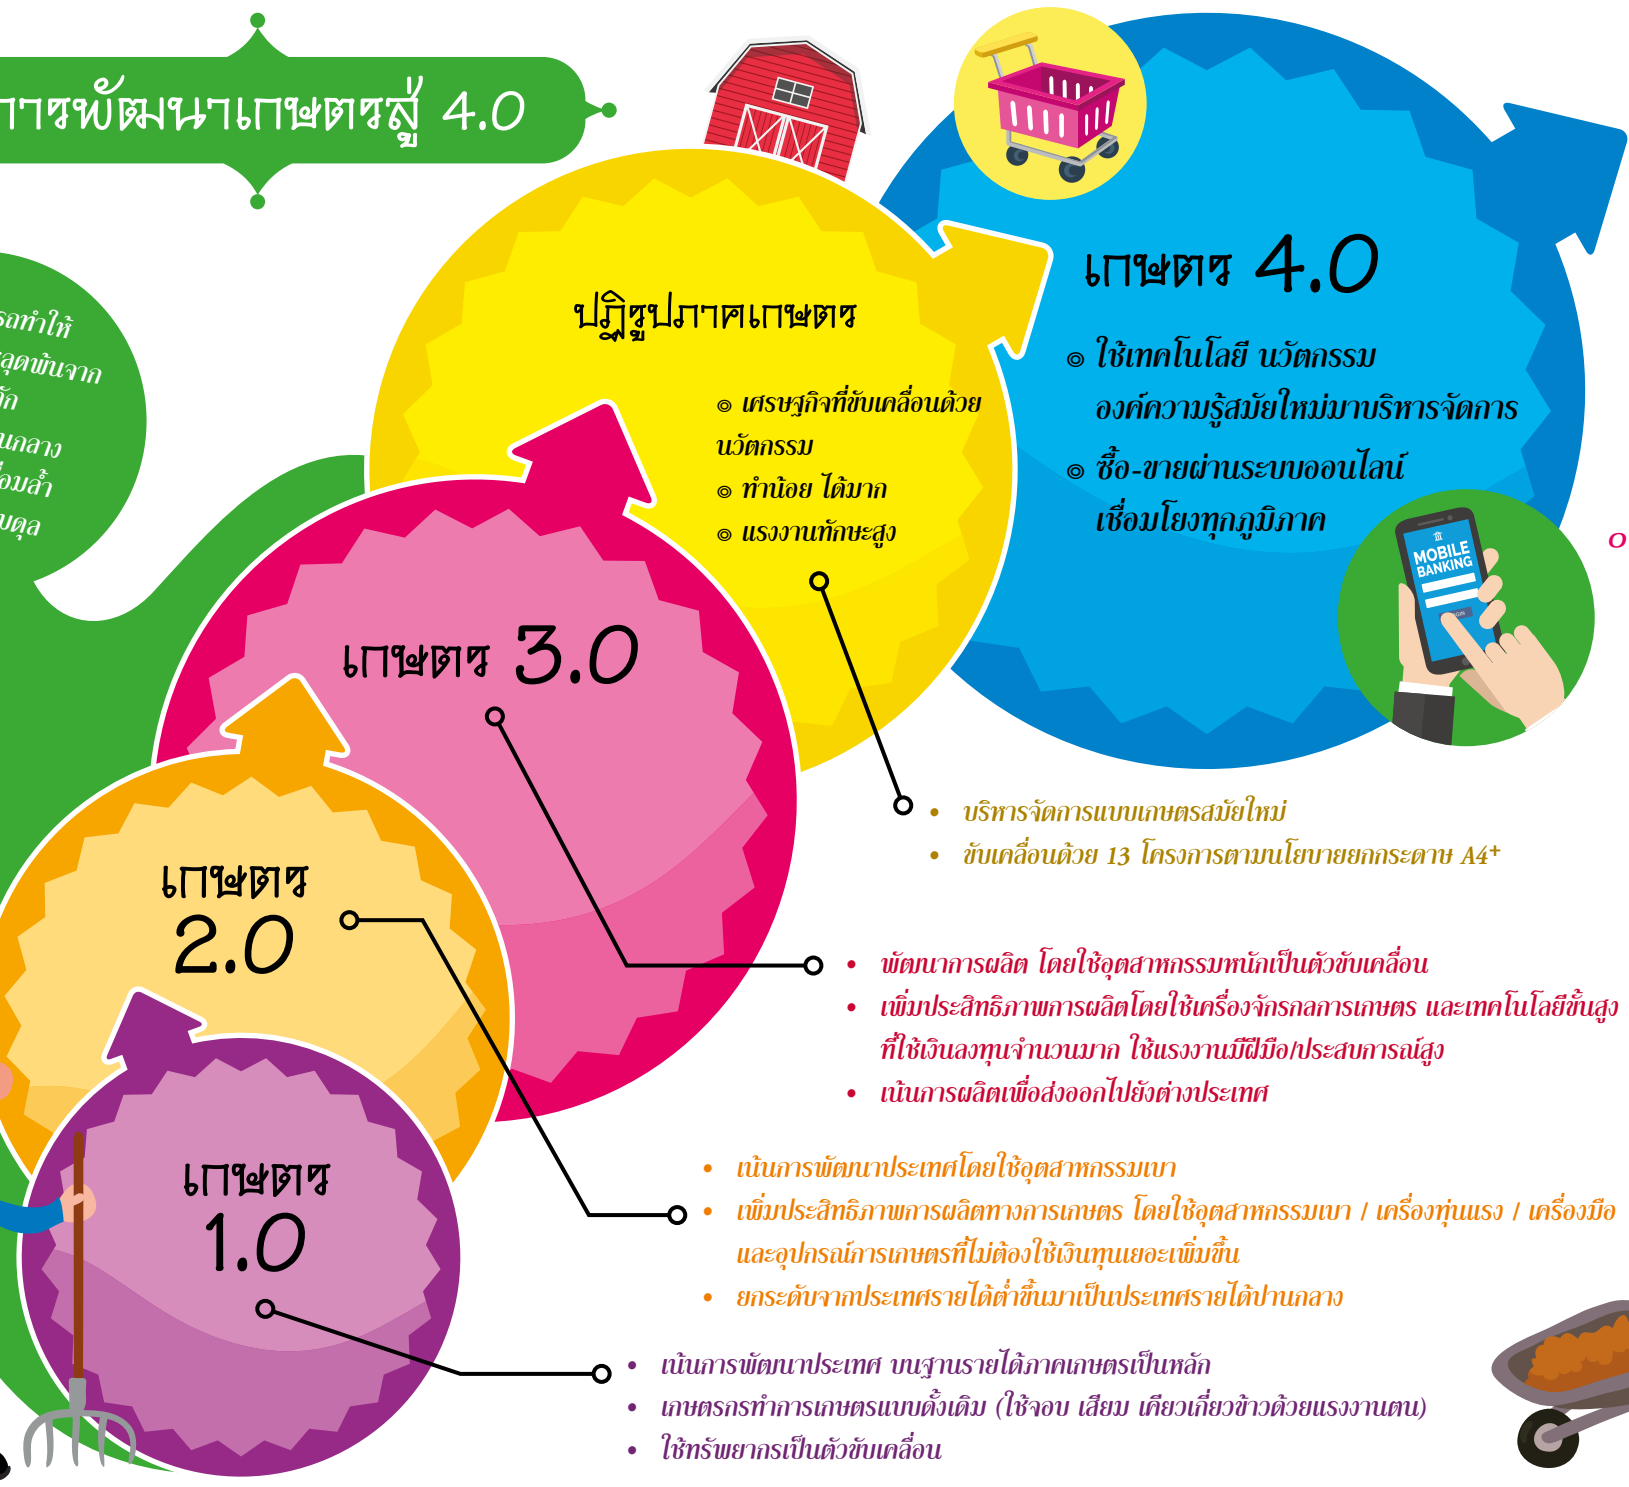 การพัฒนาเกษตรสู่ 4.0
เกษตร 4.0
๏ ใช้เทคโนโลยี นวัตกรรม
องค์ความรู้สมัยใหม่มาบริหารจัดการ
๏ ซื้อ-ขายผ่านระบบออนไลน์
เชื่อมโยงทุกภูมิภาค
MOBILE
BANKING
ปฏิรูปภาคเกษตร
๏ เศรษฐกิจที่ขับเคลื่อนด้วย
นวัตกรรม
๏ ทำน้อย ได้มาก
๏ แรงงานทักษะสูง
• บริหารจัดการแบบเกษตรสมัยใหม่
• ขับเคลื่อนด้วย 13 โครงการตามนโยบายยกกระดาษ A4+
เกษตร 3.0
• พัฒนาการผลิต โดยใช้อุตสาหกรรมหนักเป็นตัวขับเคลื่อน
• เพิ่มประสิทธิภาพการผลิตโดยใช้เครื่องจักรกลการเกษตร และเทคโนโลยีขั้นสูง
ที่ใช้เงินลงทุนจำนวนมาก ใช้แรงงานมีฝีมือ/ประสบการณ์สูง
• เน้นการผลิตเพื่อส่งออกไปยังต่างประเทศ
เกษตร
2.0
• เน้นการพัฒนาประเทศโดยใช้อุตสาหกรรมเบา
• เพิ่มประสิทธิภาพการผลิตทางการเกษตร โดยใช้อุตสาหกรรมเบา / เครื่องทุ่นแรง / เครื่องมือ
และอุปกรณ์การเกษตรที่ไม่ต้องใช้เงินทุนเยอะเพิ่มขึ้น
• ยกระดับจากประเทศรายได้ต่ำขึ้นมาเป็นประเทศรายได้ปานกลาง
เกษตร
1.0
• เน้นการพัฒนาประเทศ บนฐานรายได้ภาคเกษตรเป็นหลัก
• เกษตรกรทำการเกษตรแบบดั้งเดิม (ใช้จอบ เสียม เคียวเกี่ยวข้าวด้วยแรงงานตน)
• ใช้ทรัพยากรเป็นตัวขับเคลื่อน